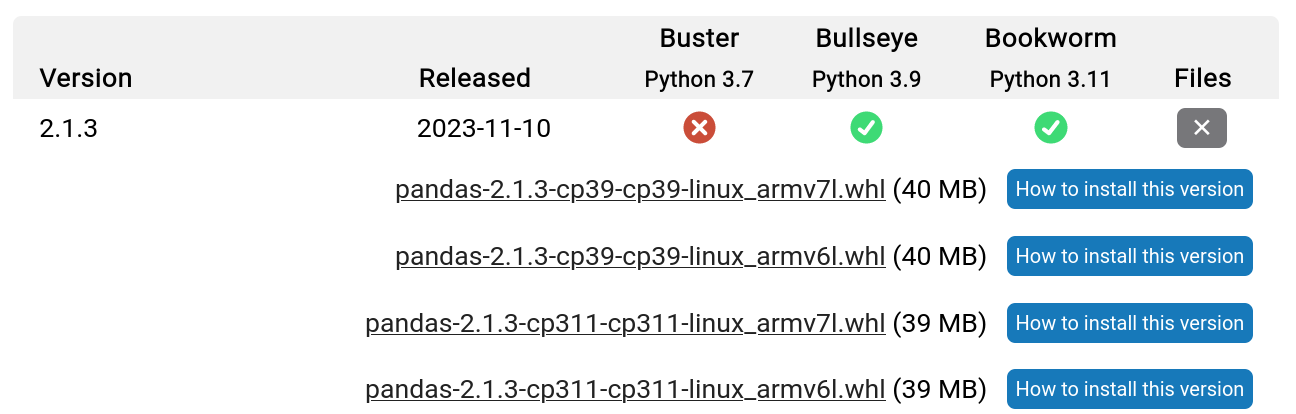 Buster Bullseye Bookworm
Version Released Python 3.7 Python 3.9 Python 3.11 Files
2.1.3 2023-11-10
pandas-2.1.3-cp39-cp39-linux_armv7l.whl (40 MB) How to install this version
pandas-2.1.3-cp39-cp39-linux_armv6l.whl (40 MB) How to install this version
pandas-2.1.3-cp311-cp311-linux_armv7l.whl (39 MB) How to install this version
pandas-2.1.3-cp311-cp311-linux_armv6l.whl (39 MB) How to install this version